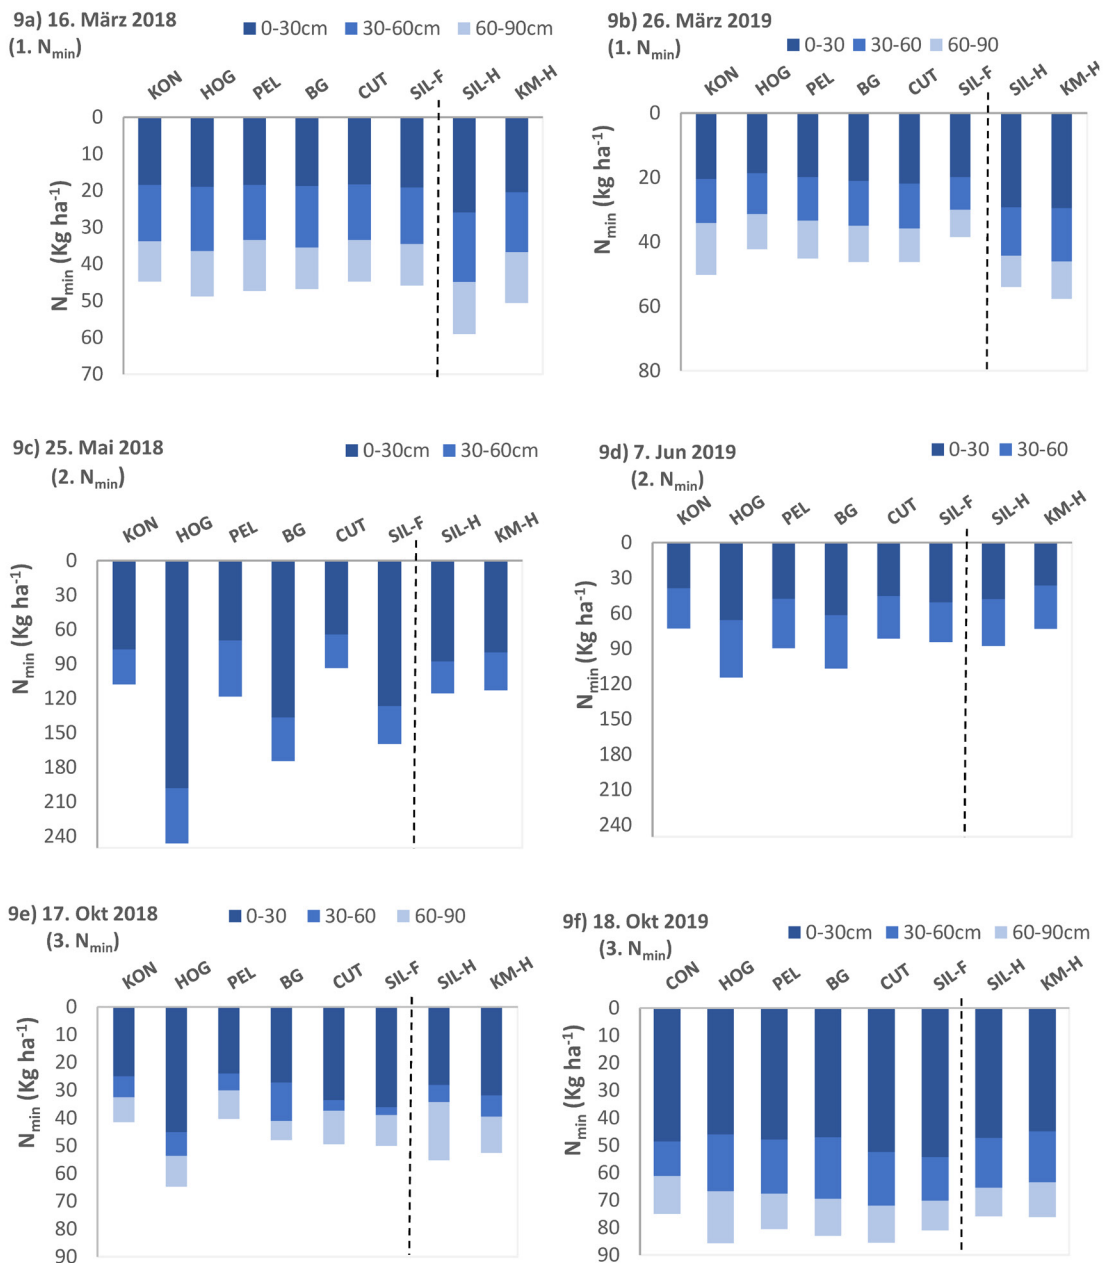 9a) 16. März 2018
(1. Nmin)
0-30cm 30-60cm 60-90cm
KON HOG PEL BG CUT SIL-F SIL-H KM-H
Nmin (Kg ha-1)
0
10
20
30
40
50
60
70
9b) 26. März 2019
(1. Nmin)
0-30 30-60 60-90
KON HOG PEL BG CUT SIL-F SIL-H KM-H
Nmin (kg ha-1)
0
20
40
60
80
9c) 25. Mai 2018
(2. Nmin)
0-30cm 30-60cm
KON HOG PEL BG CUT SIL-F SIL-H KM-H
Nmin (Kg ha-1)
0
30
60
90
120
150
180
210
240
9d) 7. Jun 2019
(2. Nmin)
0-30 30-60
KON HOG PEL BG CUT SIL-F SIL-H KM-H
Nmin (Kg ha-1)
0
30
60
90
120
150
180
210
240
9e) 17. Okt 2018
(3. Nmin)
0-30 30-60 60-90
KON HOG PEL BG CUT SIL-F SIL-H KM-H
Nmin (Kg ha-1)
0
10
20
30
40
50
60
70
80
90
9f) 18. Okt 2019
(3. Nmin)
0-30cm 30-60cm 60-90cm
CON HOG PEL BG CUT SIL-F SIL-H KM-H
Nmin (Kg ha-1)
0
10
20
30
40
50
60
70
80
90